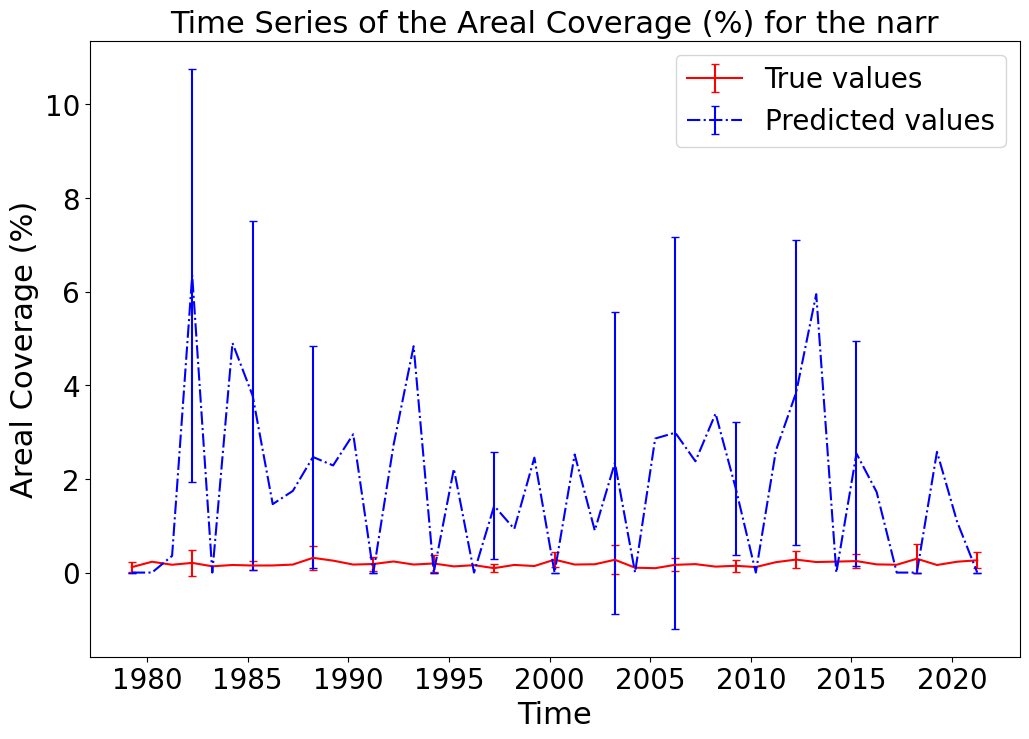 Time Series of the Areal Coverage (%) for the narr
True values
Predicted values
Areal Coverage (%)
10
8
6
4
2
0
1980 1985 1990 1995 2000 2005 2010 2015 2020
Time